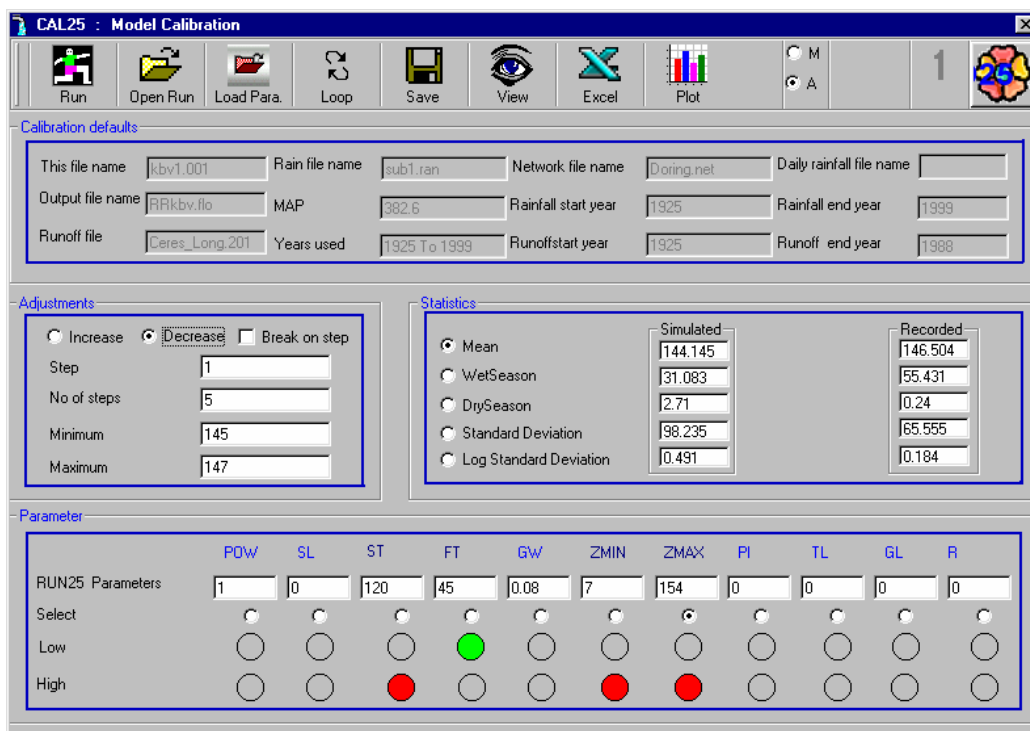 CAL25 : Model Calibration
Run Open Run Load Para. Loop Save View Excel Plot M A 1 25
Calibration defaults
This file name kbv1.001 Rain file name sub1.ran Network file name Doring.net Daily rainfall file name
Output file name RRkbv.flo MAP 382.6 Rainfall start year 1925 Rainfall end year 1999
Runoff file Ceres_Long.201 Years used 1925 To 1999 Runoffstart year 1925 Runoff end year 1988
Adjustments
Increase Decrease Break on step
Step 1
No of steps 5
Minimum 145
Maximum 147
Statistics
Simulated Recorded
Mean 144.145 146.504
WetSeason 31.083 55.431
DrySeason 2.71 0.24
Standard Deviation 98.235 65.555
Log Standard Deviation 0.491 0.184
Parameter
POW SL ST FT GW ZMIN ZMAX PI TL GL R
RUN25 Parameters 1 0 120 45 0.08 7 154 0 0 0 0
Select
Low
High